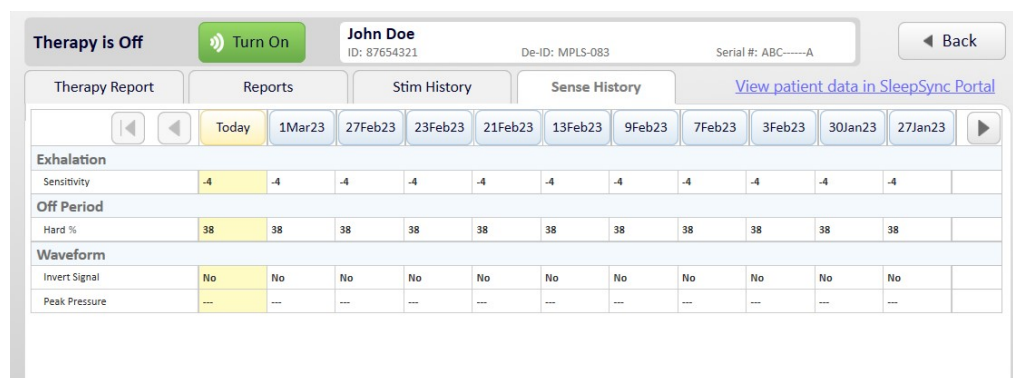 Therapy is Off
Turn On
John Doe
ID: 87654321 De-ID: MPLS-083 Serial #: ABC------A
Back
Therapy Report Reports Stim History Sense History View patient data in SleepSync Portal
Today 1Mar23 27Feb23 23Feb23 21Feb23 13Feb23 9Feb23 7Feb23 3Feb23 30Jan23 27Jan23
Exhalation
Sensitivity -4 -4 -4 -4 -4 -4 -4 -4 -4 -4 -4
Off Period
Hard % 38 38 38 38 38 38 38 38 38 38 38
Waveform
Invert Signal No No No No No No No No No No No
Peak Pressure --- --- --- --- --- --- --- --- --- --- ---